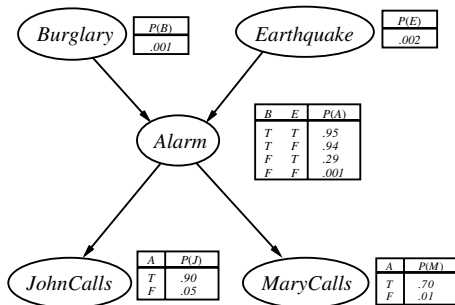 Burglary
P(B)
.001
Earthquake
P(E)
.002
Alarm
B E P(A)
T T .95
T F .94
F T .29
F F .001
JohnCalls
A P(J)
T .90
F .05
MaryCalls
A P(M)
T .70
F .01